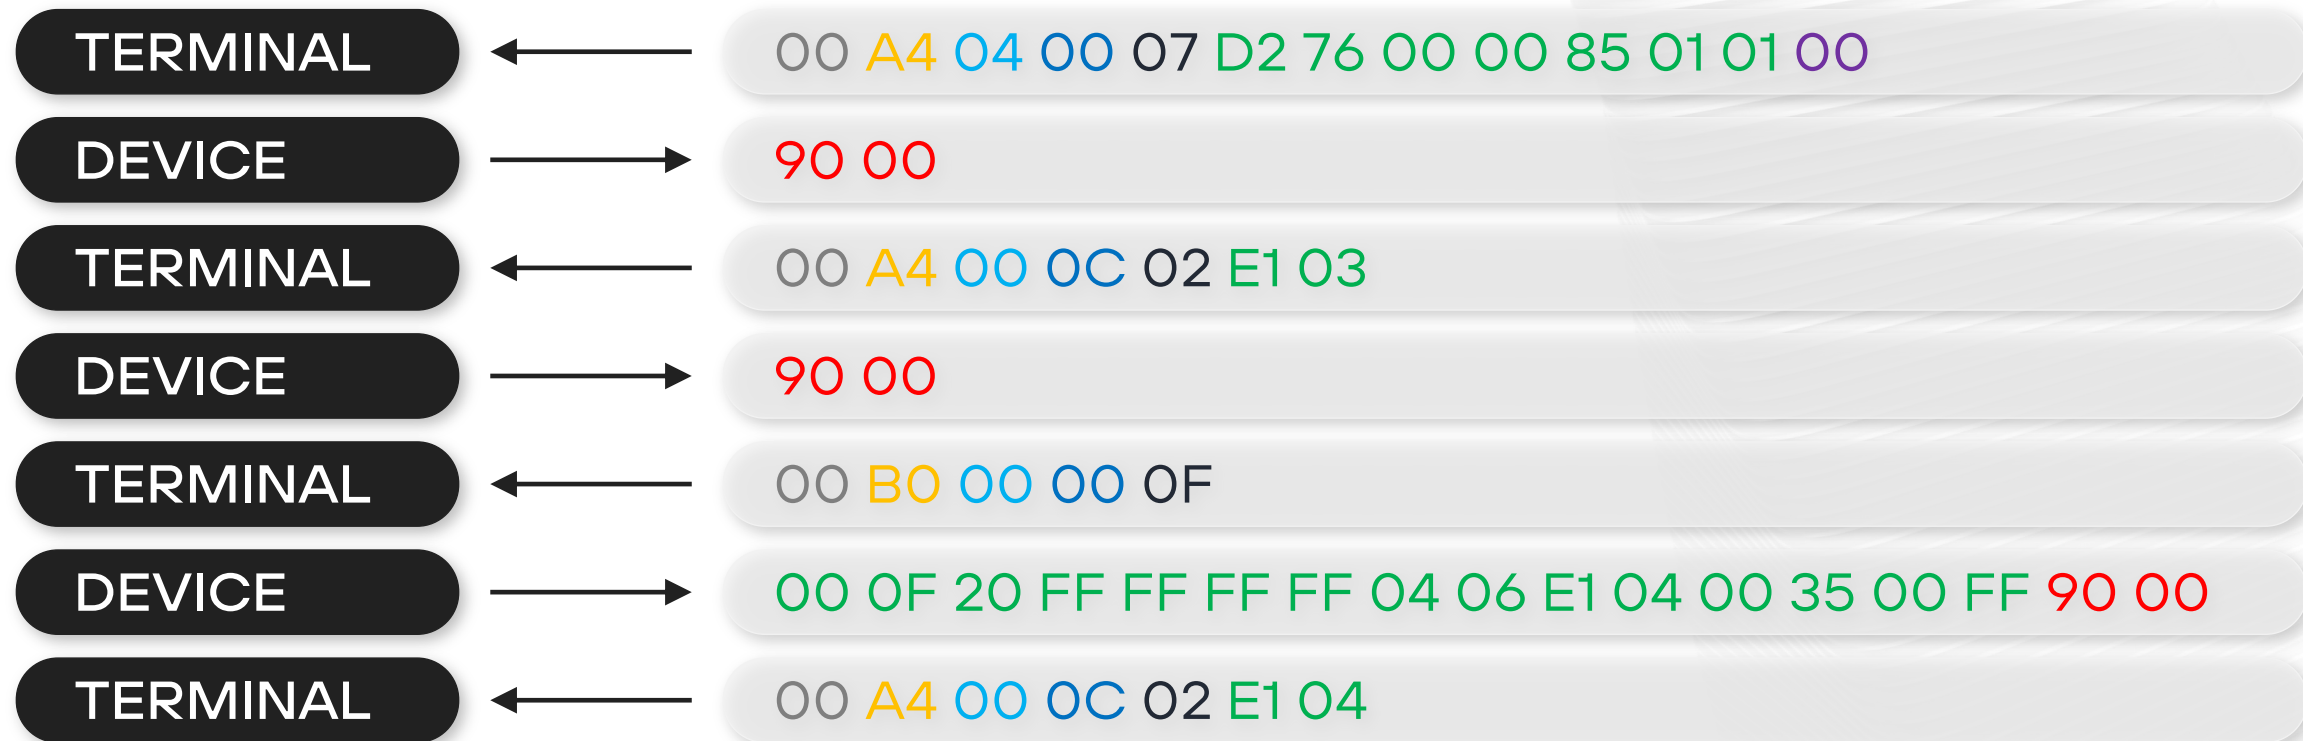 TERMINAL 00 A4 04 00 07 D2 76 00 00 85 01 01 00
DEVICE 90 00
TERMINAL 00 A4 00 0C 02 E1 03
DEVICE 90 00
TERMINAL 00 B0 00 00 0F
DEVICE 00 0F 20 FF FF FF FF 04 06 E1 04 00 35 00 FF 90 00
TERMINAL 00 A4 00 0C 02 E1 04